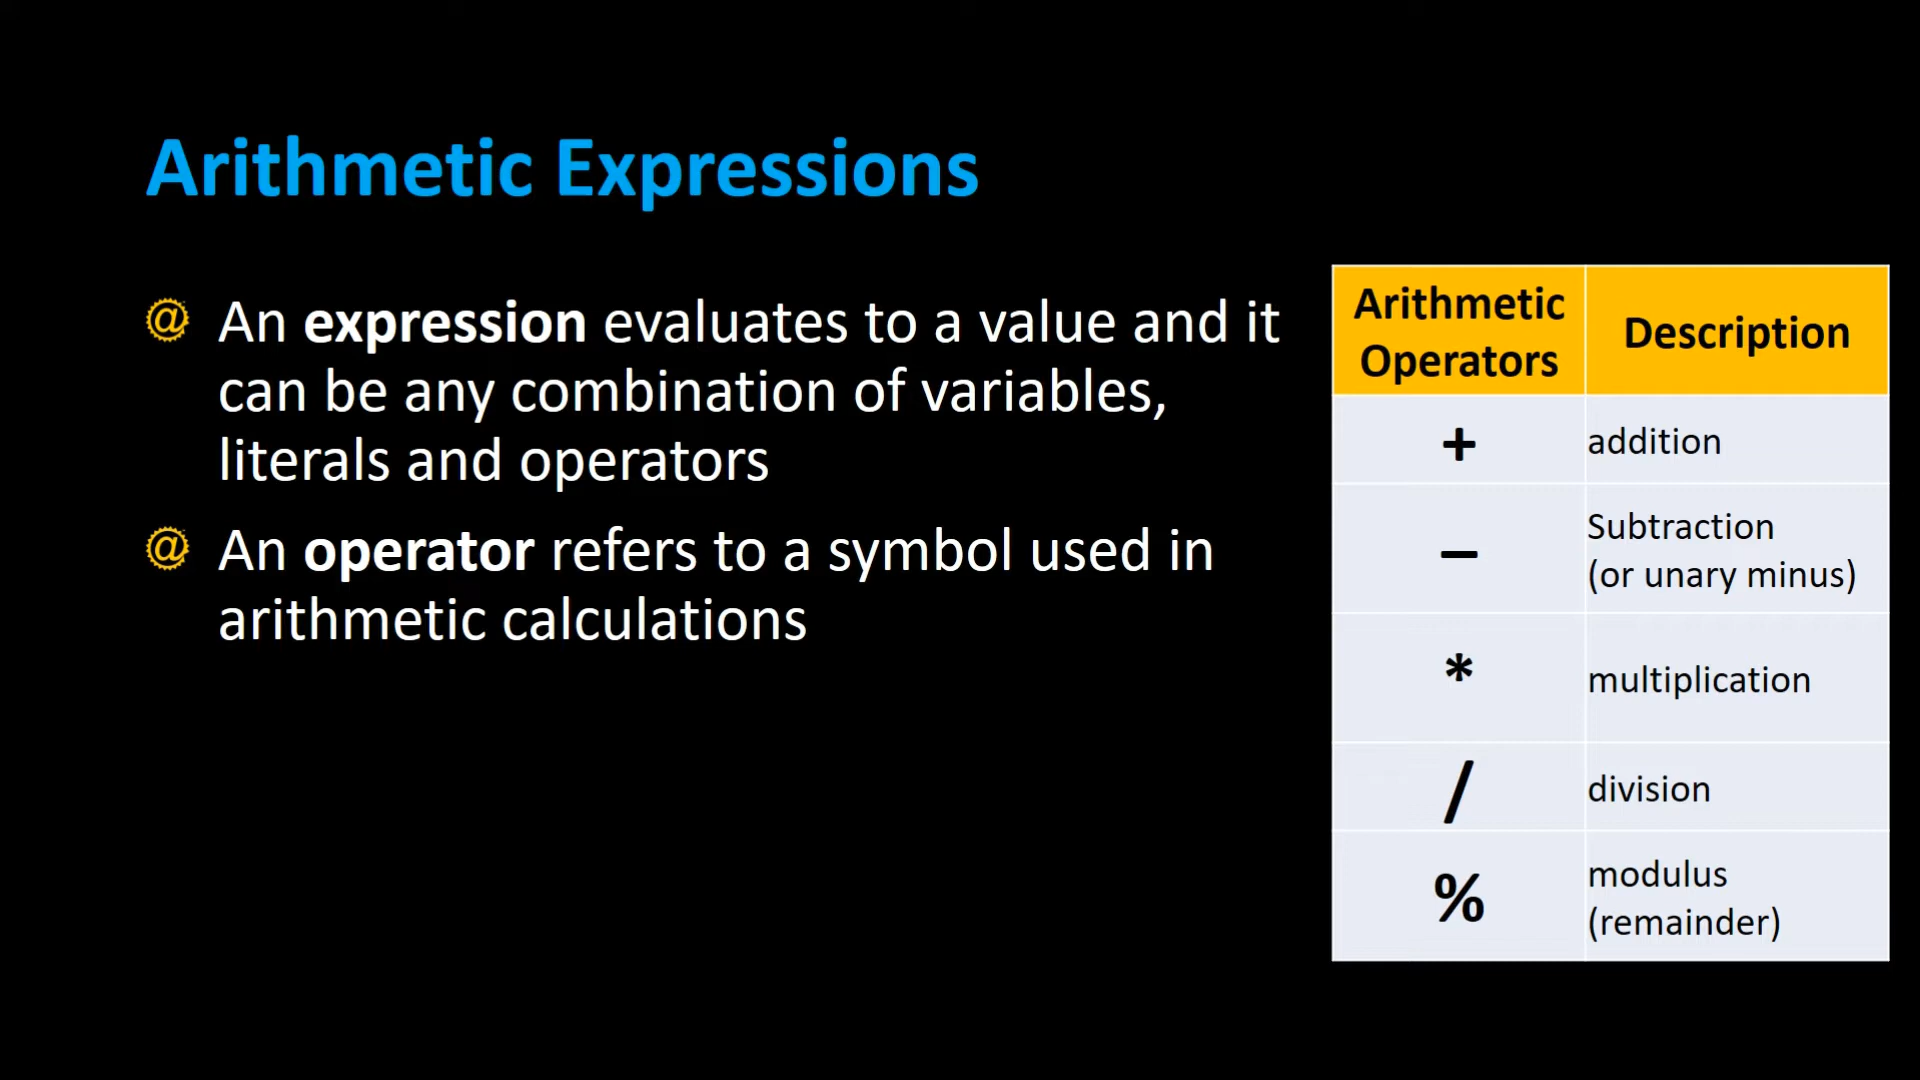 Arithmetic Expressions
@ An expression evaluates to a value and it
can be any combination of variables,
literals and operators
@ An operator refers to a symbol used in
arithmetic calculations
Arithmetic Operators Description
+ addition
– Subtraction (or unary minus)
* multiplication
/ division
% modulus (remainder)